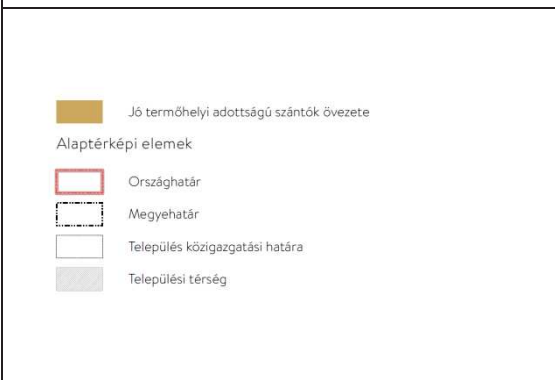 Jó termőhelyi adottságú szántók övezete
Alaptérképi elemek
Országhatár
Megyehatár
Település közigazgatási határa
Települési térség